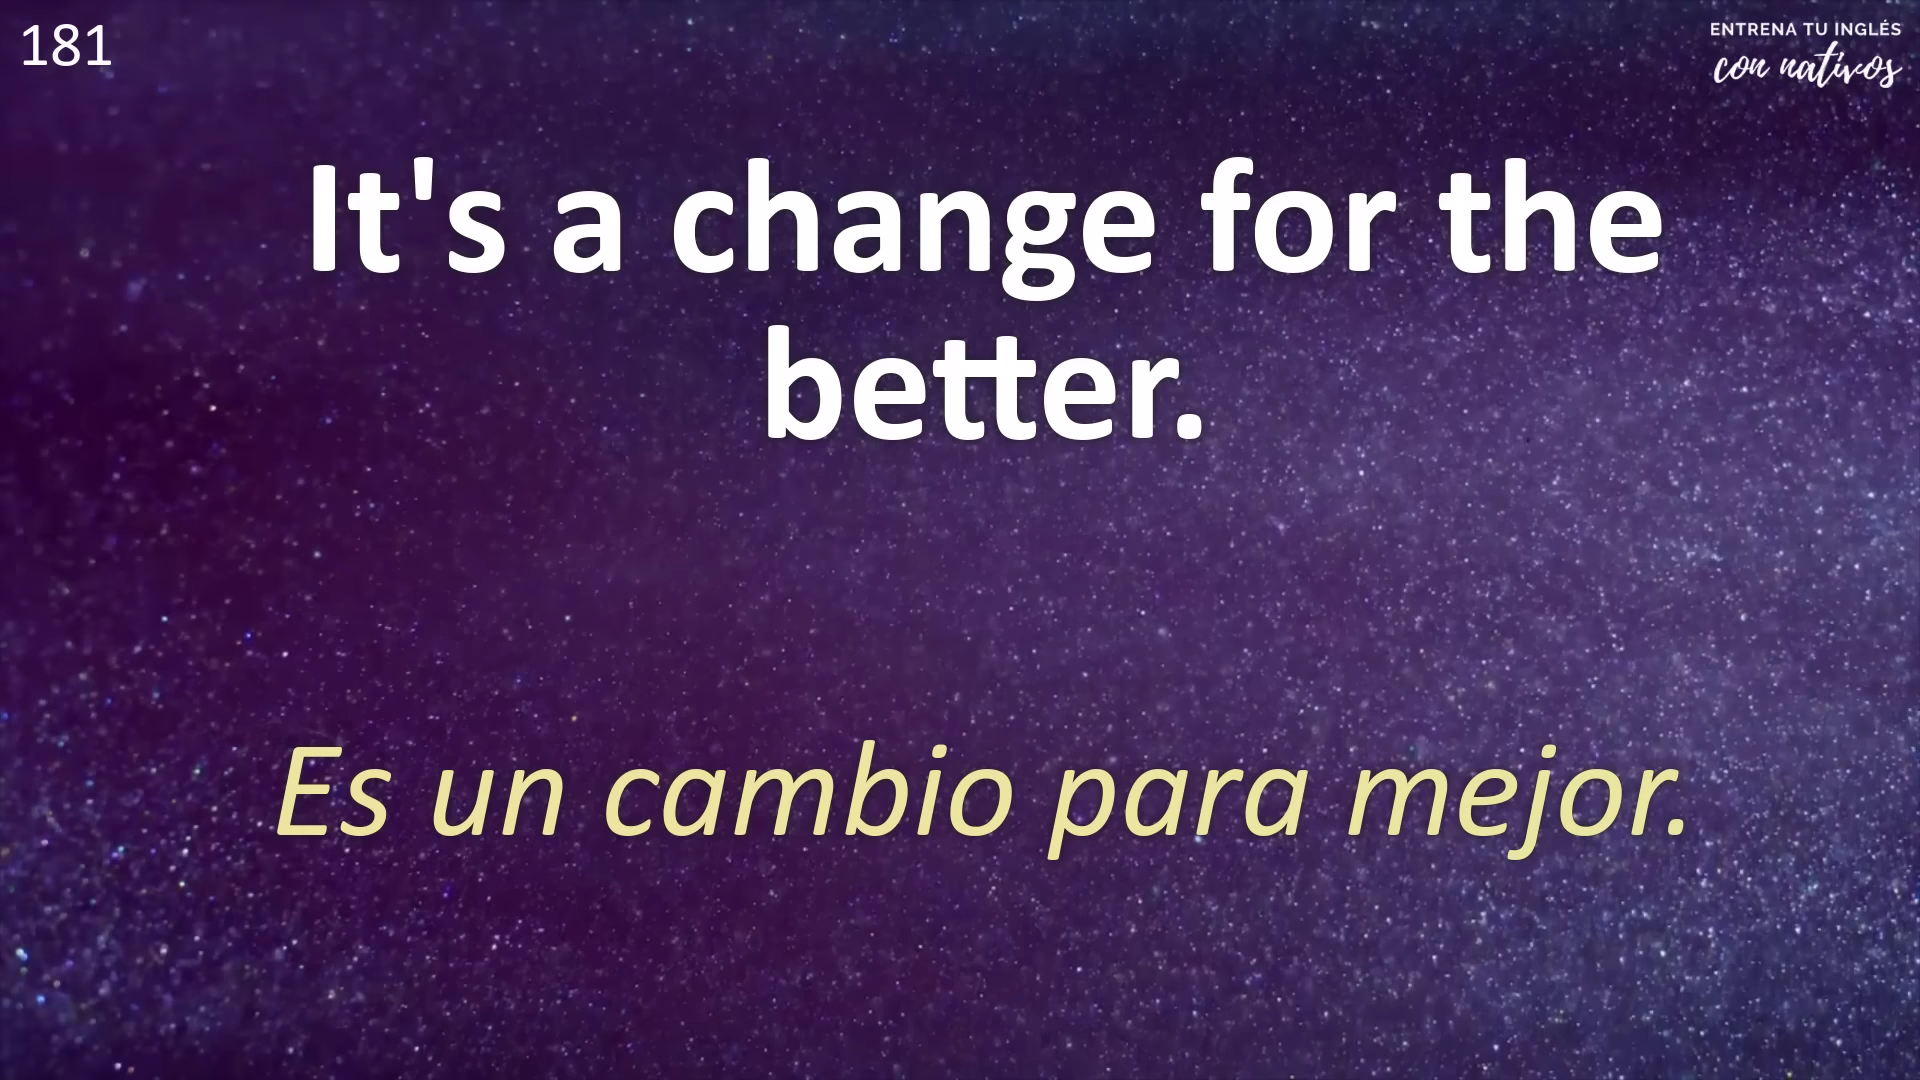 181
ENTRENA TU INGLÉS
con nativos
It's a change for the
better.
Es un cambio para mejor.